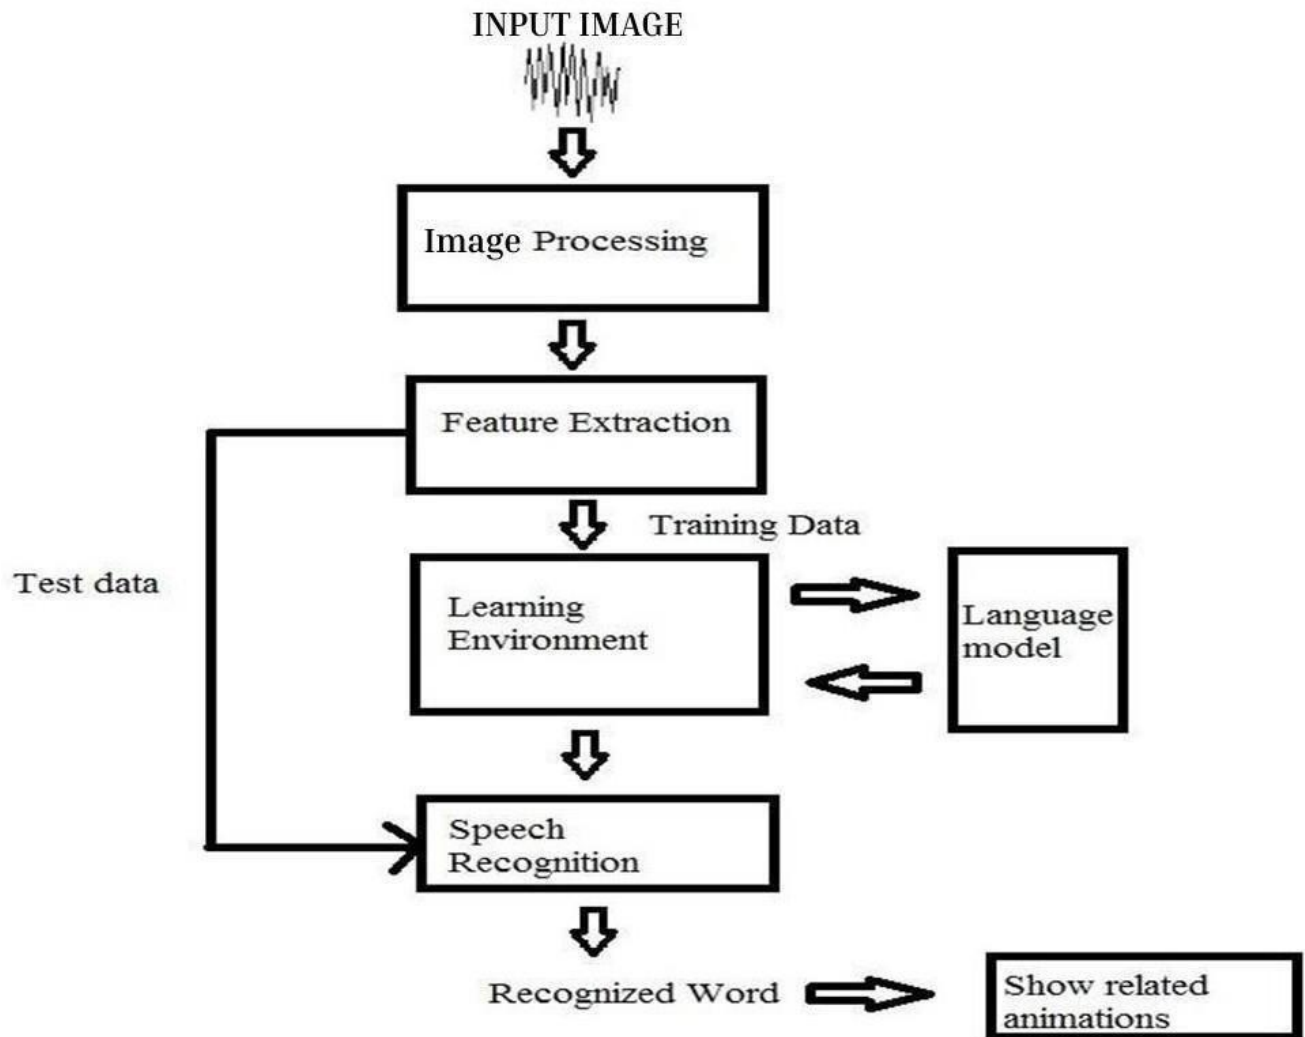 INPUT IMAGE
Image Processing
Feature Extraction
Training Data
Test data
Learning
Environment
Language
model
Speech
Recognition
Recognized Word
Show related
animations